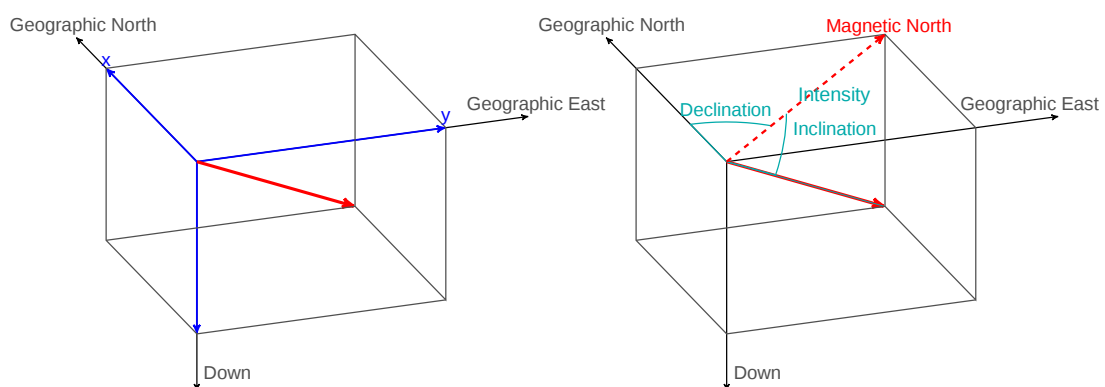 Geographic North
x
y
Geographic East
Down
Geographic North
Magnetic North
Intensity
Declination
Geographic East
Inclination
Down